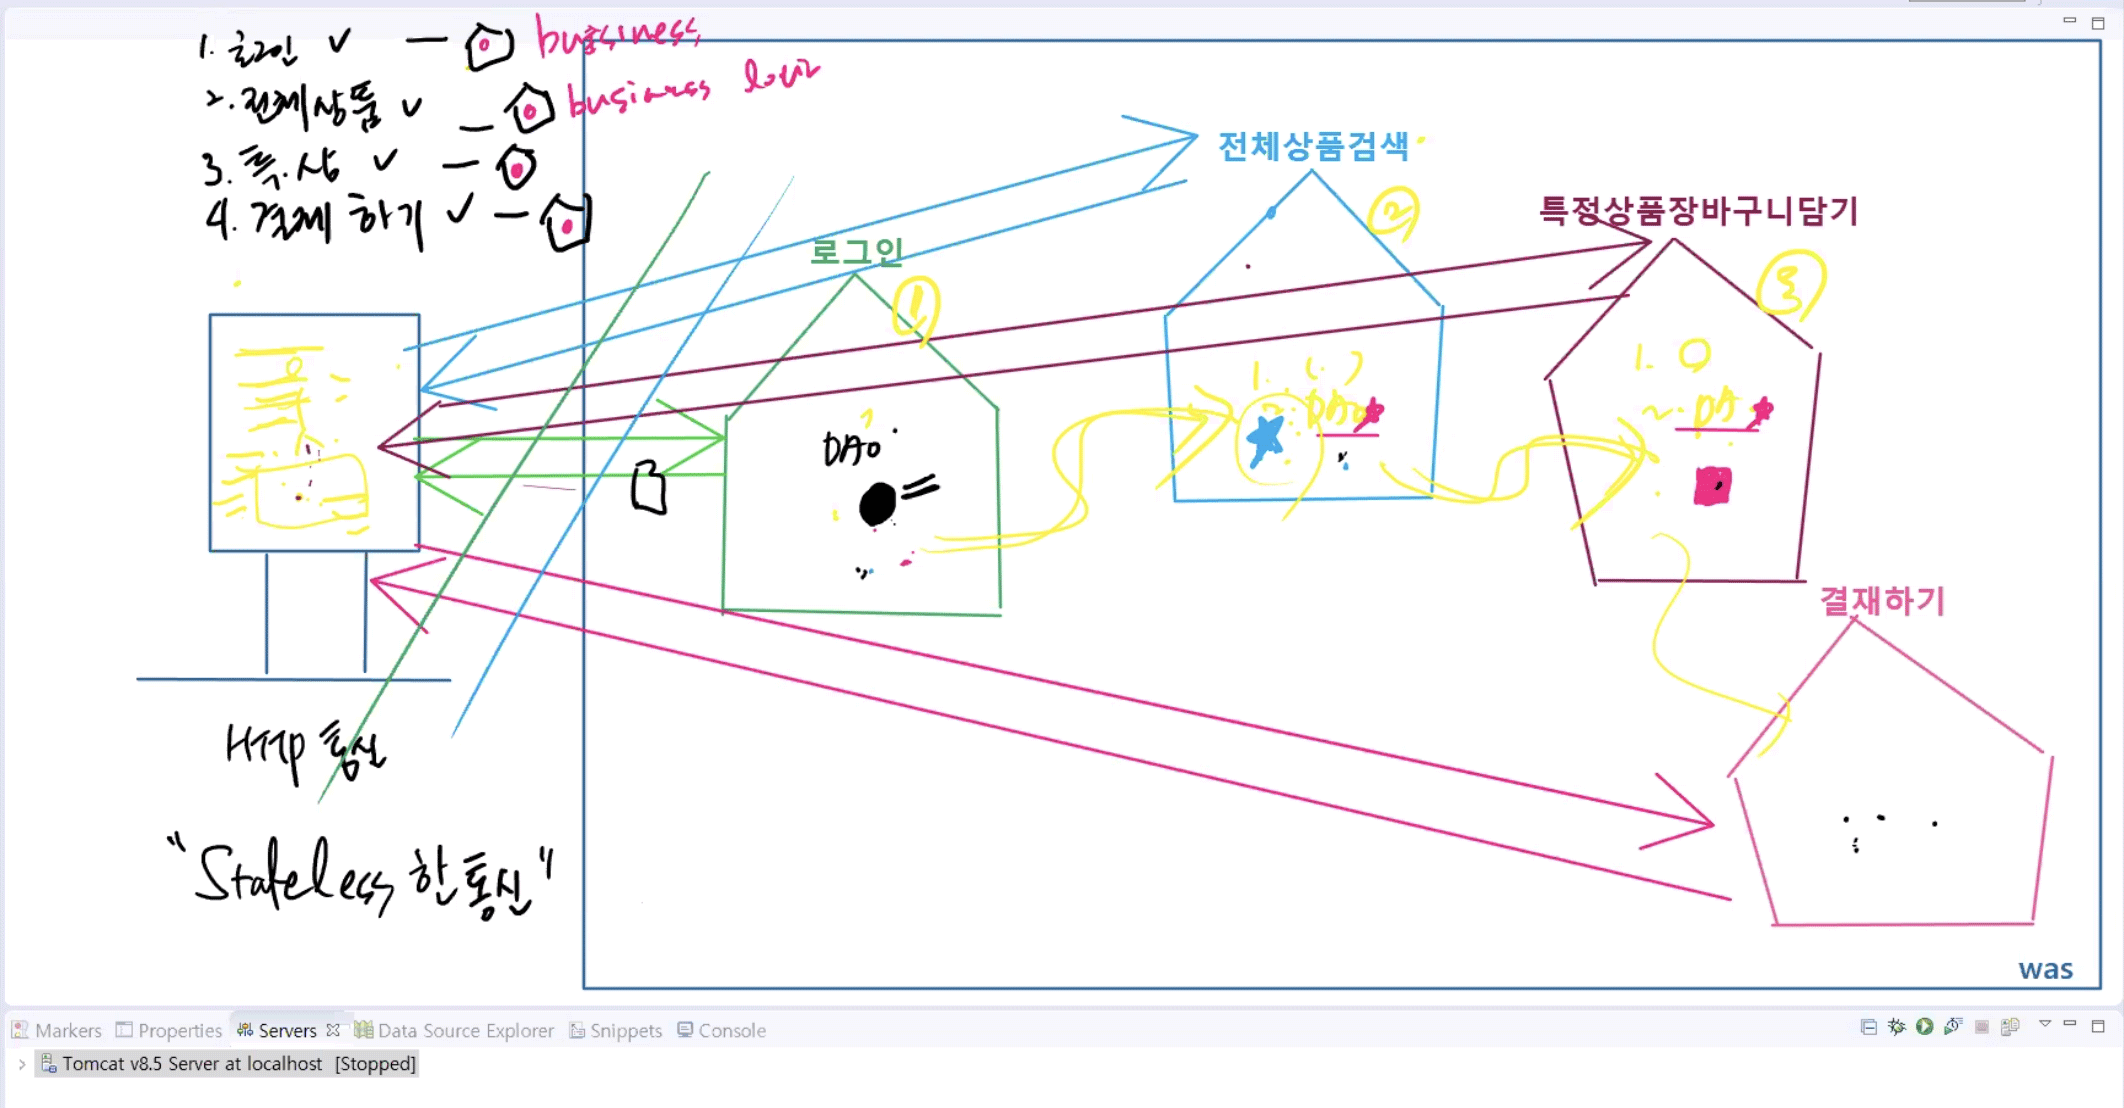 1. 로그인 ✓ — business
2. 전체상품 ✓ — business
3. 특.상 ✓ —
4. 결제 하기 ✓ —
전체상품검색
②
특정상품장바구니담기
③
로그인
①
DAO
1. ( . )
2. DAO
1. O
2. DA
결재하기
HTTP 통신
"Stateless 한 통신"
was
Markers Properties Servers Data Source Explorer Snippets Console
Tomcat v8.5 Server at localhost [Stopped]